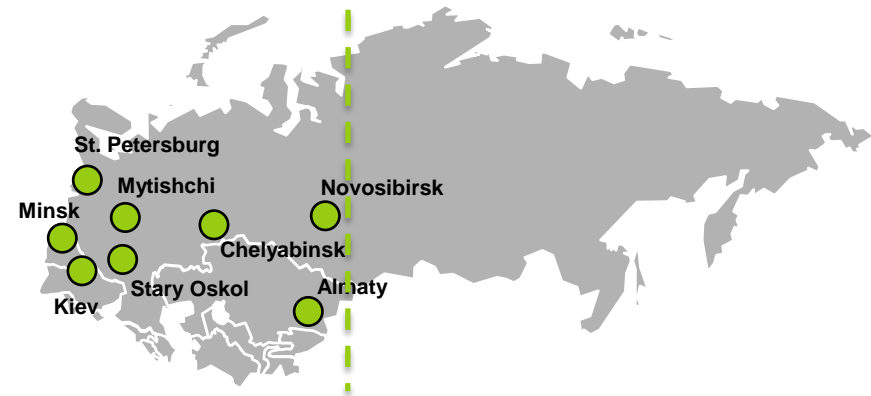 St. Petersburg
Mytishchi
Novosibirsk
Minsk
Chelyabinsk
Stary Oskol
Almaty
Kiev